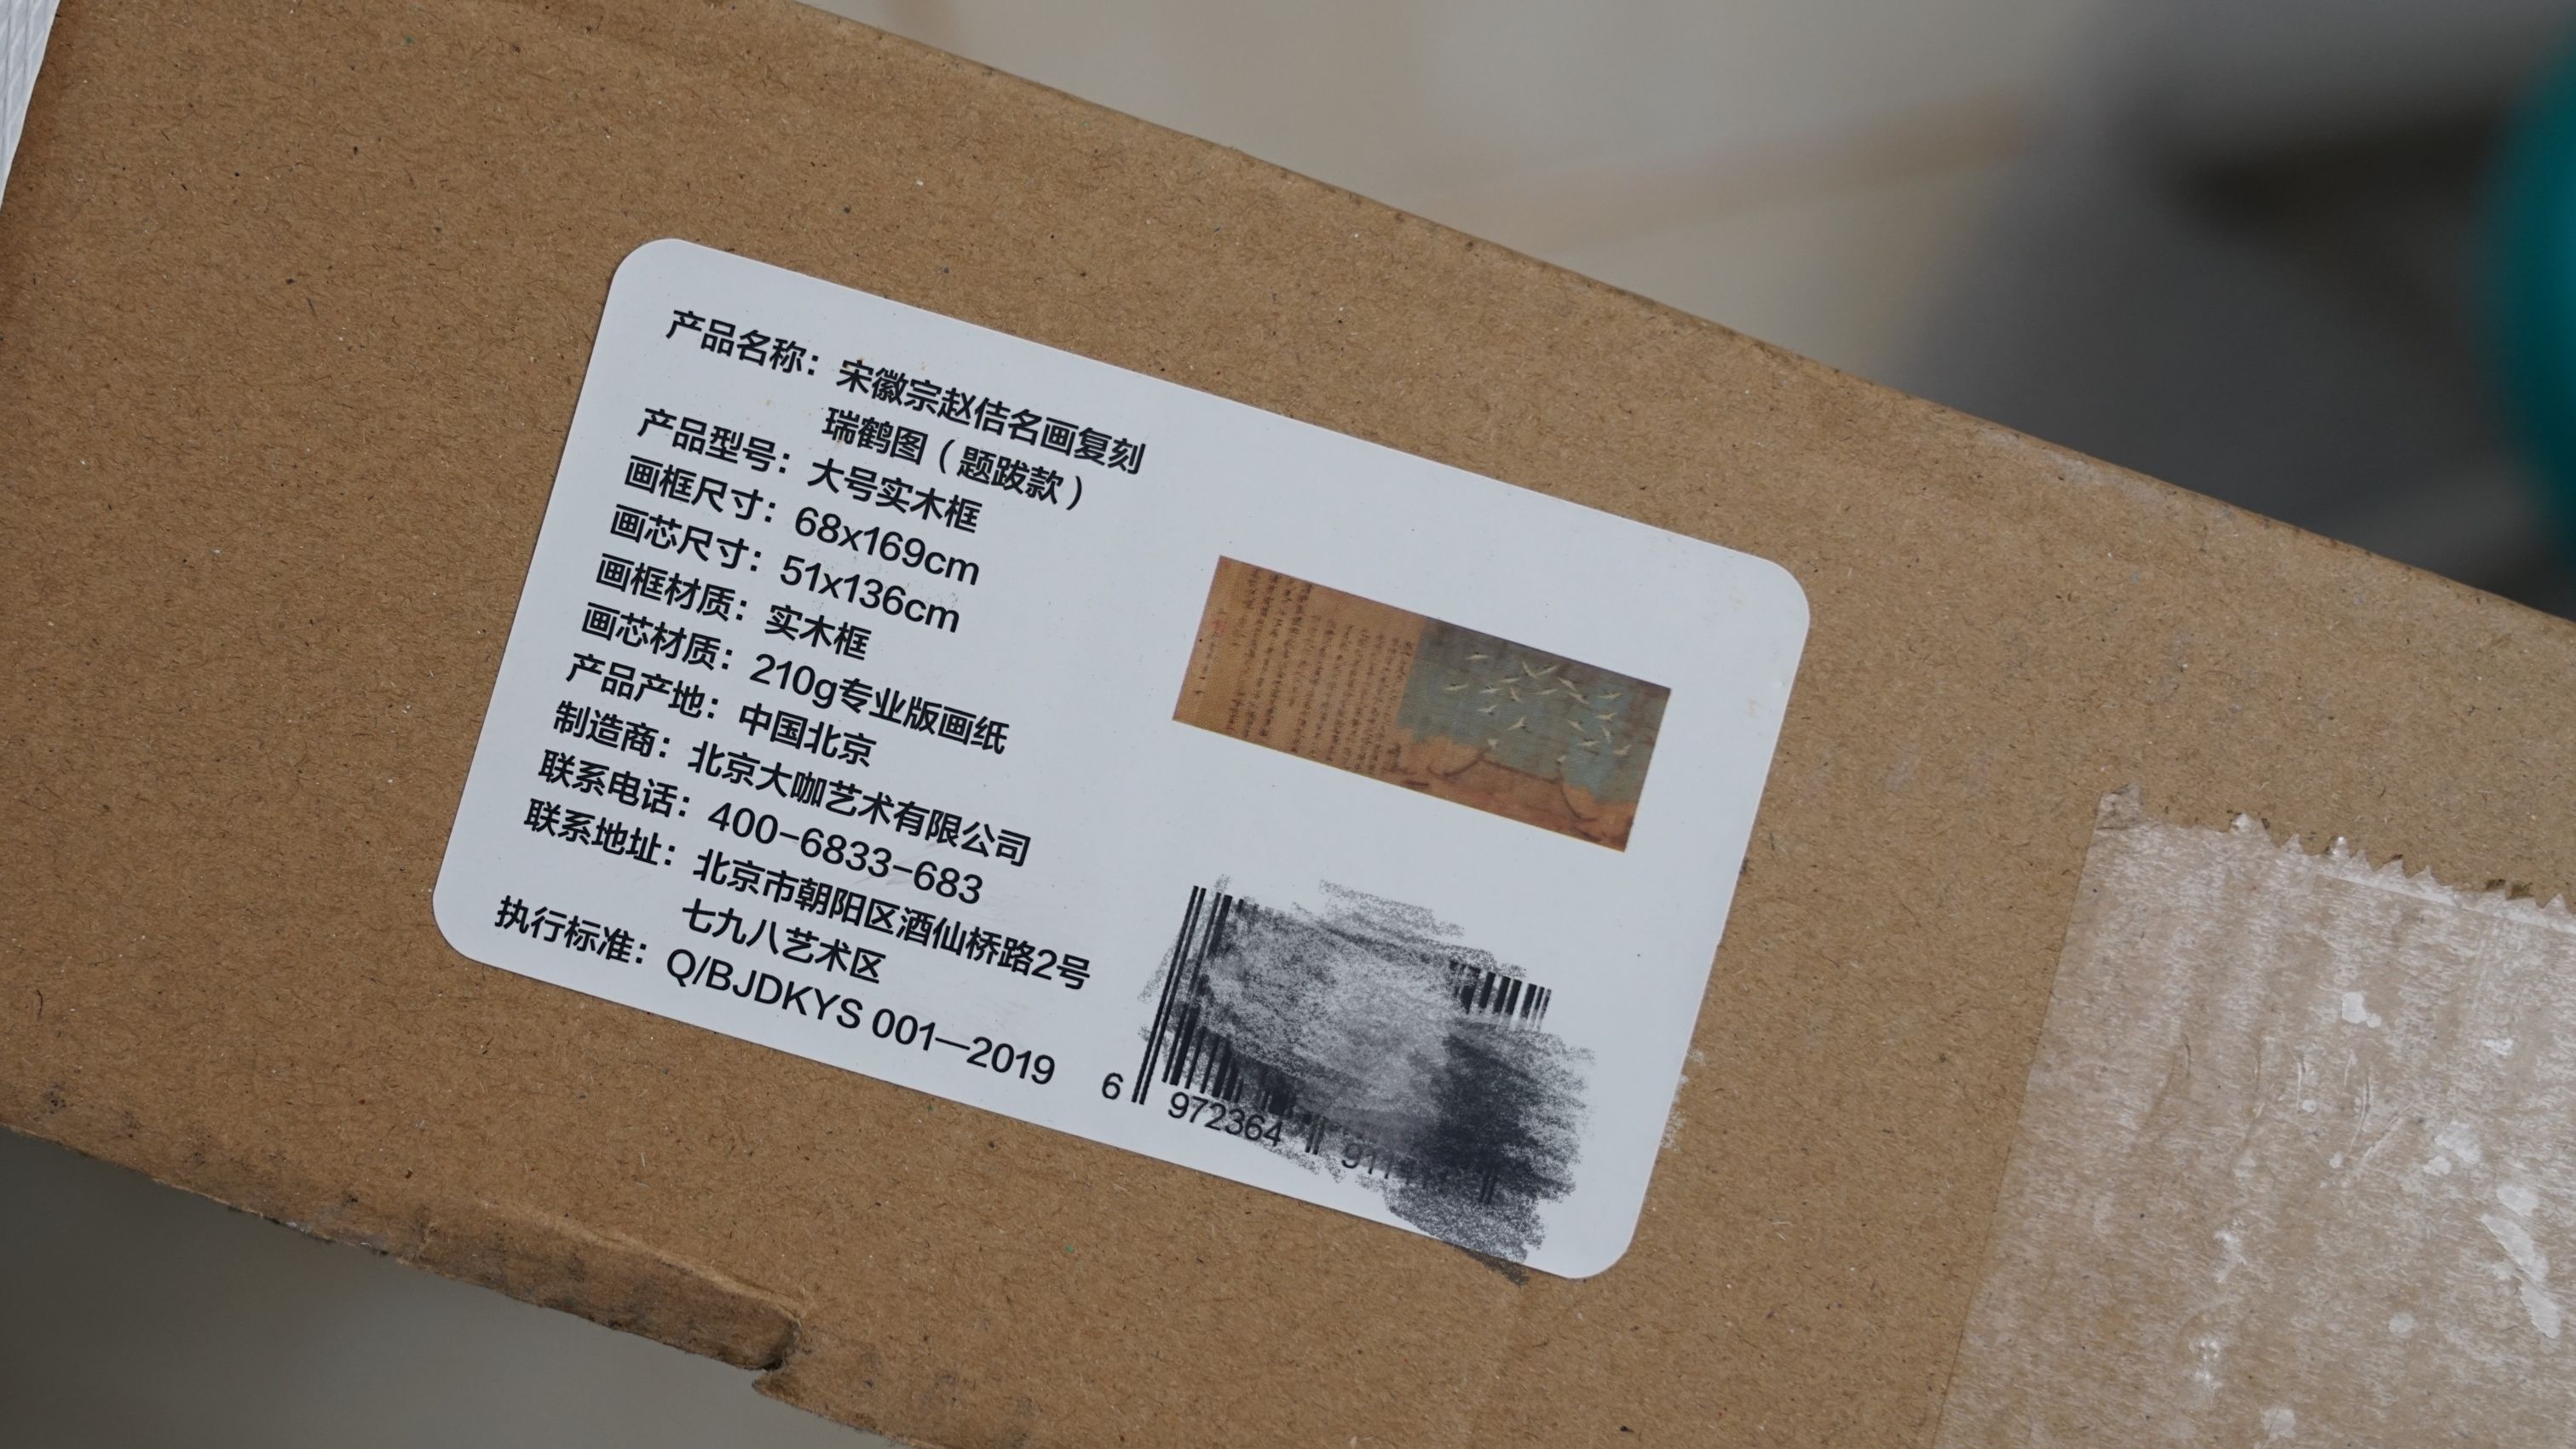 产品名称：宋徽宗赵佶名画复刻
瑞鹤图（题跋款）
产品型号：大号实木框
画框尺寸：68x169cm
画芯尺寸：51x136cm
画框材质：实木框
画芯材质：210g专业版画纸
产品产地：中国北京
制造商：北京大咖艺术有限公司
联系电话：400-6833-683
联系地址：北京市朝阳区酒仙桥路2号
七九八艺术区
执行标准：Q/BJDKYS 001—2019
6 972364